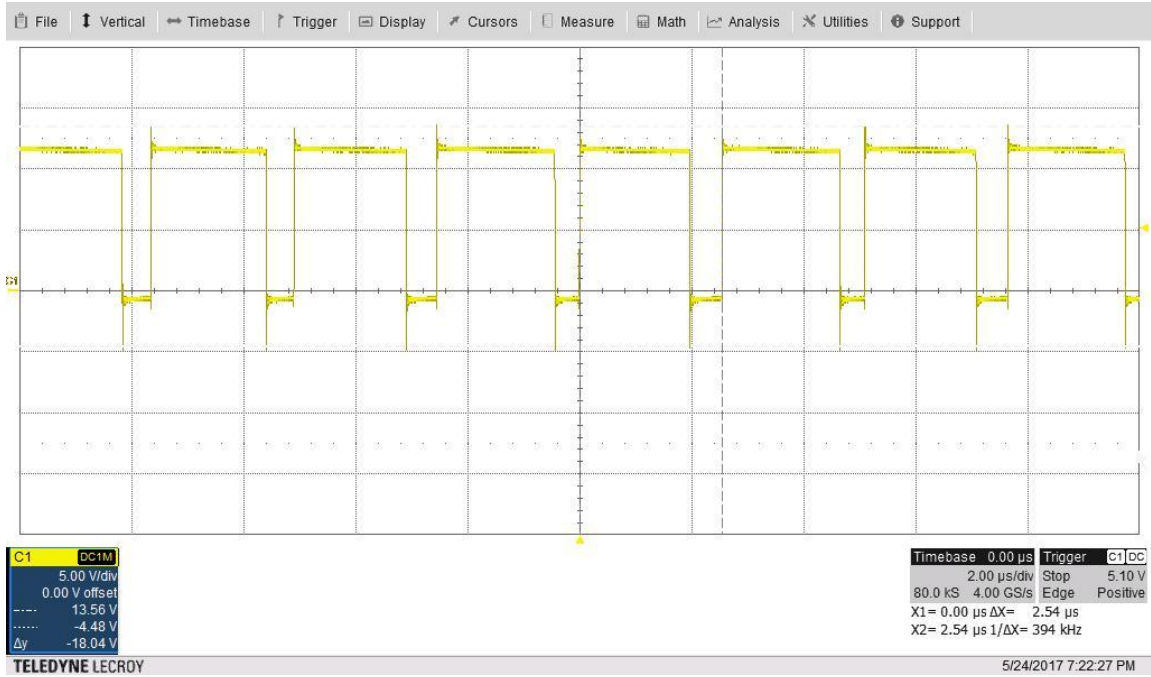 File Vertical Timebase Trigger Display Cursors Measure Math Analysis Utilities Support
C1
C1 DC1M
5.00 V/div
0.00 V offset
13.56 V
-4.48 V
Δy -18.04 V
Timebase 0.00 µs Trigger C1 DC
2.00 µs/div Stop 5.10 V
80.0 kS 4.00 GS/s Edge Positive
X1= 0.00 µs ΔX= 2.54 µs
X2= 2.54 µs 1/ΔX= 394 kHz
TELEDYNE LECROY 5/24/2017 7:22:27 PM